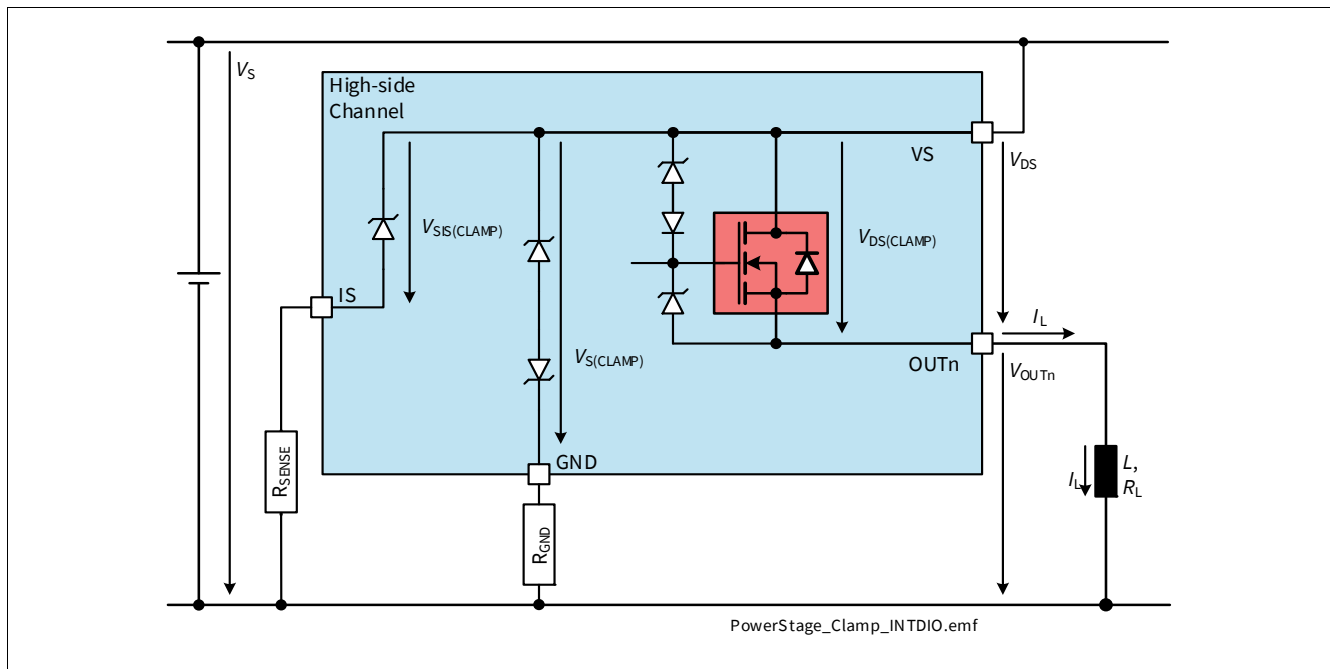 VS
High-side
Channel
VS
VDS
VSIS(CLAMP)
VDS(CLAMP)
IS
IL
VS(CLAMP)
OUTn
VOUTn
GND
RSENSE
IL
L,
RL
RGND
PowerStage_Clamp_INTDIO.emf